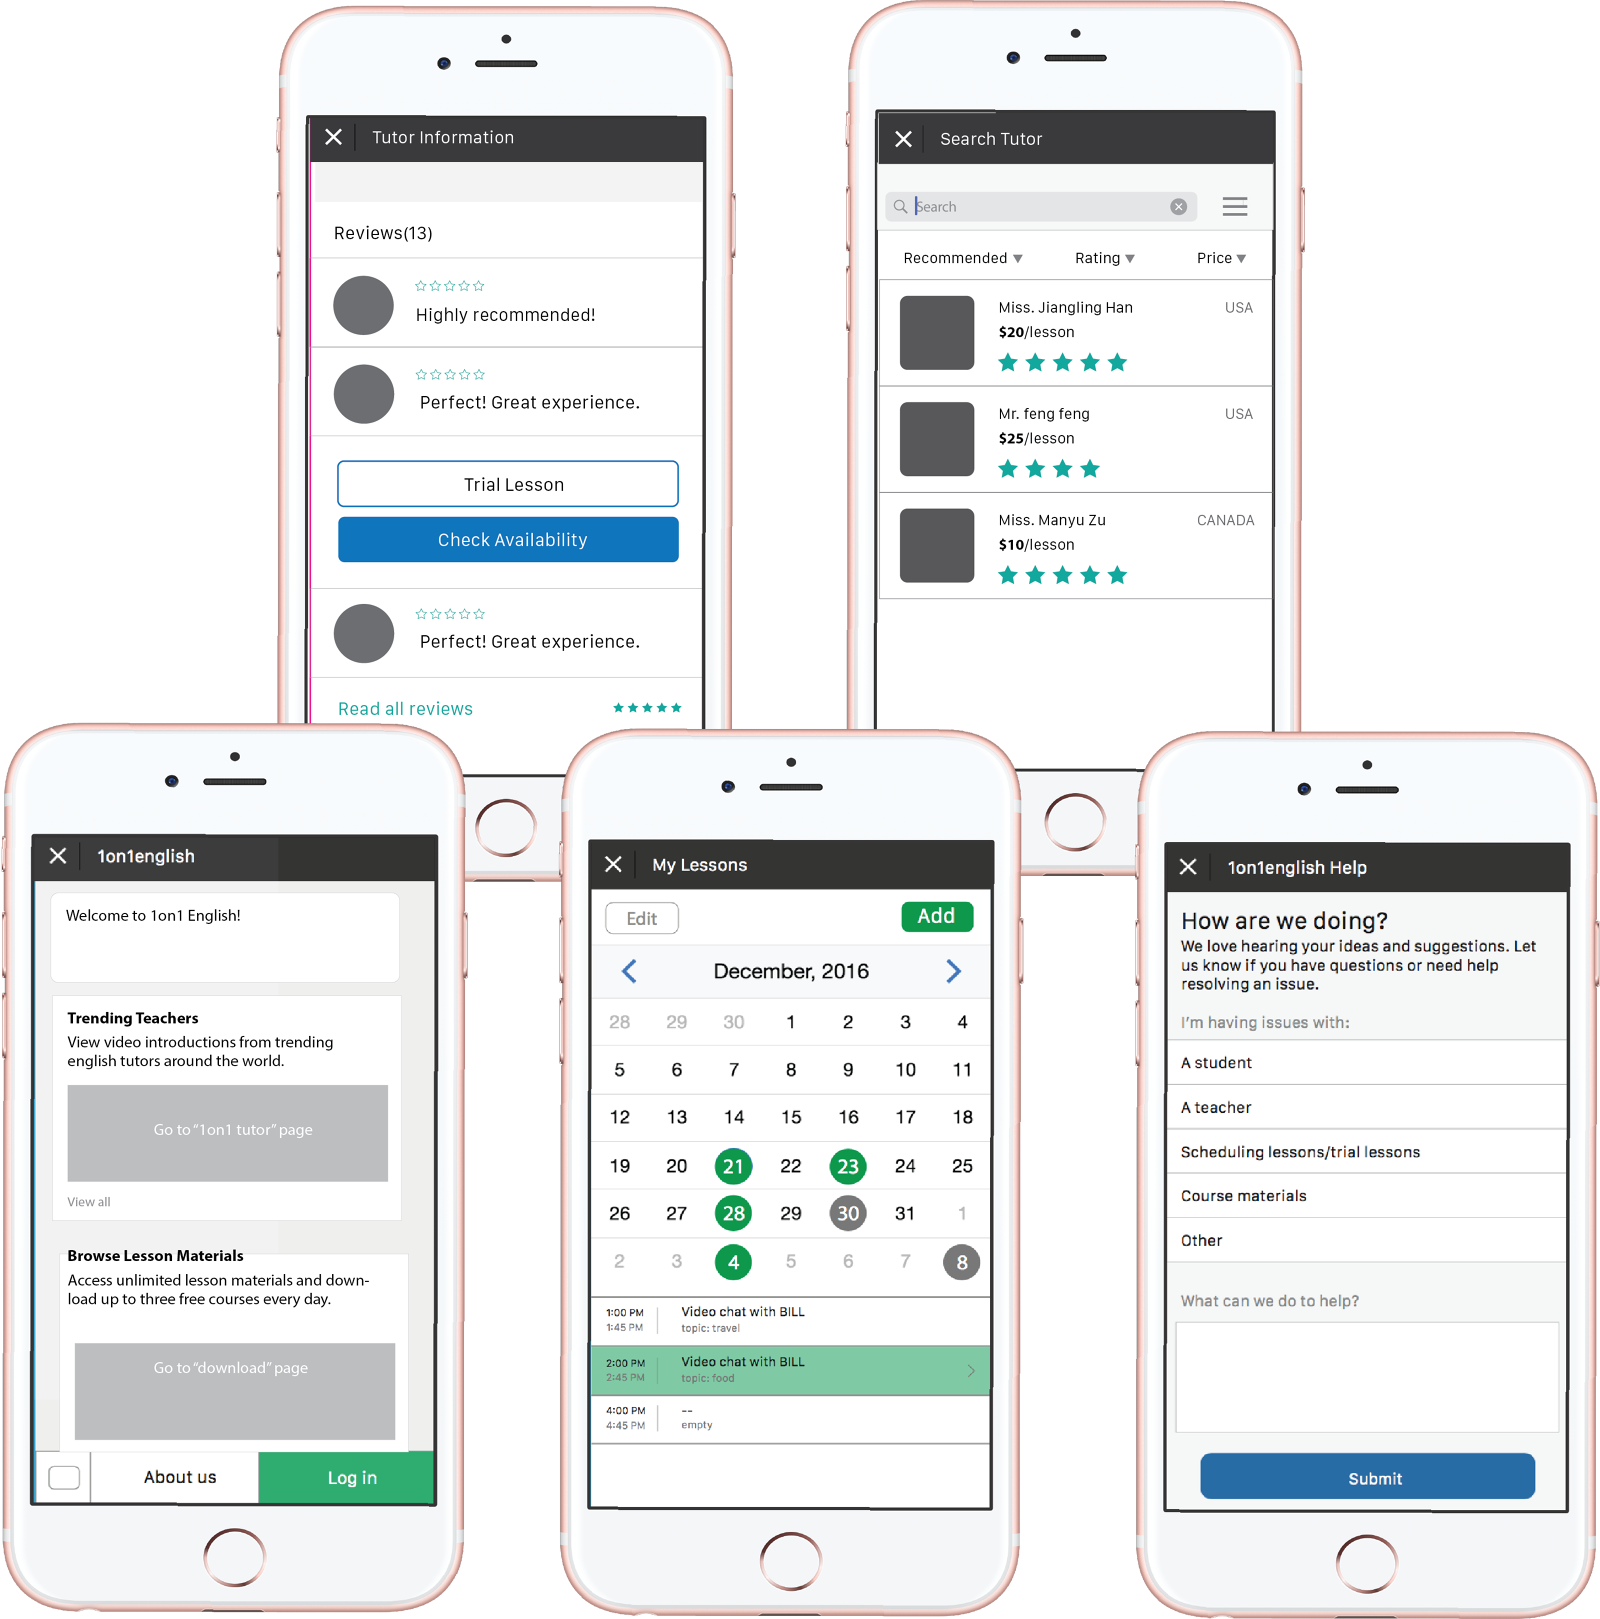 Tutor Information
Reviews(13)
Highly recommended!
Perfect! Great experience.
Trial Lesson
Check Availability
Perfect! Great experience.
Read all reviews
Search Tutor
Search
Recommended ▼ Rating ▼ Price ▼
Miss. Jiangling Han USA
$20/lesson
Mr. feng feng USA
$25/lesson
Miss. Manyu Zu CANADA
$10/lesson
1on1english
Welcome to 1on1 English!
Trending Teachers
View video introductions from trending
english tutors around the world.
Go to "1on1 tutor" page
View all
Browse Lesson Materials
Access unlimited lesson materials and down-
load up to three free courses every day.
Go to "download" page
About us Log in
My Lessons
Edit Add
December, 2016
28 29 30 1 2 3 4
5 6 7 8 9 10 11
12 13 14 15 16 17 18
19 20 21 22 23 24 25
26 27 28 29 30 31 1
2 3 4 5 6 7 8
1:00 PM Video chat with BILL
1:45 PM topic: travel
2:00 PM Video chat with BILL
2:45 PM topic: food
4:00 PM --
4:45 PM empty
1on1english Help
How are we doing?
We love hearing your ideas and suggestions. Let
us know if you have questions or need help
resolving an issue.
I'm having issues with:
A student
A teacher
Scheduling lessons/trial lessons
Course materials
Other
What can we do to help?
Submit